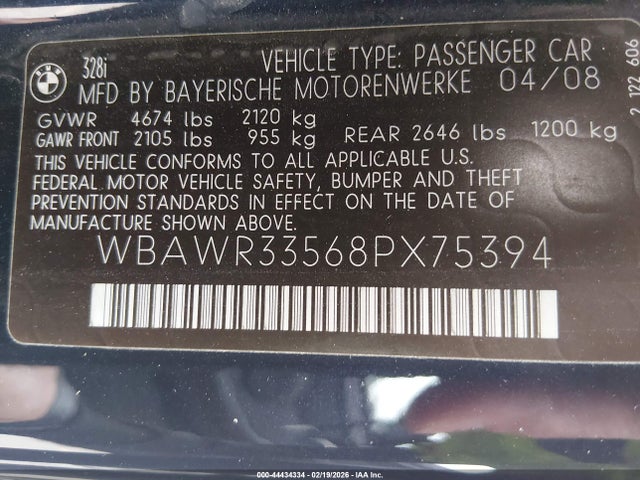 BMW
328i
VEHICLE TYPE: PASSENGER CAR
MFD BY BAYERISCHE MOTORENWERKE 04/08
GVWR 4674 lbs 2120 kg
GAWR FRONT 2105 lbs 955 kg REAR 2646 lbs 1200 kg
THIS VEHICLE CONFORMS TO ALL APPLICABLE U.S.
FEDERAL MOTOR VEHICLE SAFETY, BUMPER AND THEFT
PREVENTION STANDARDS IN EFFECT ON THE DATE OF
MANUFACTURE SHOWN ABOVE.
WBAWR33568PX75394
2 122 606
000-44434334 - 02/19/2026 - IAA Inc.